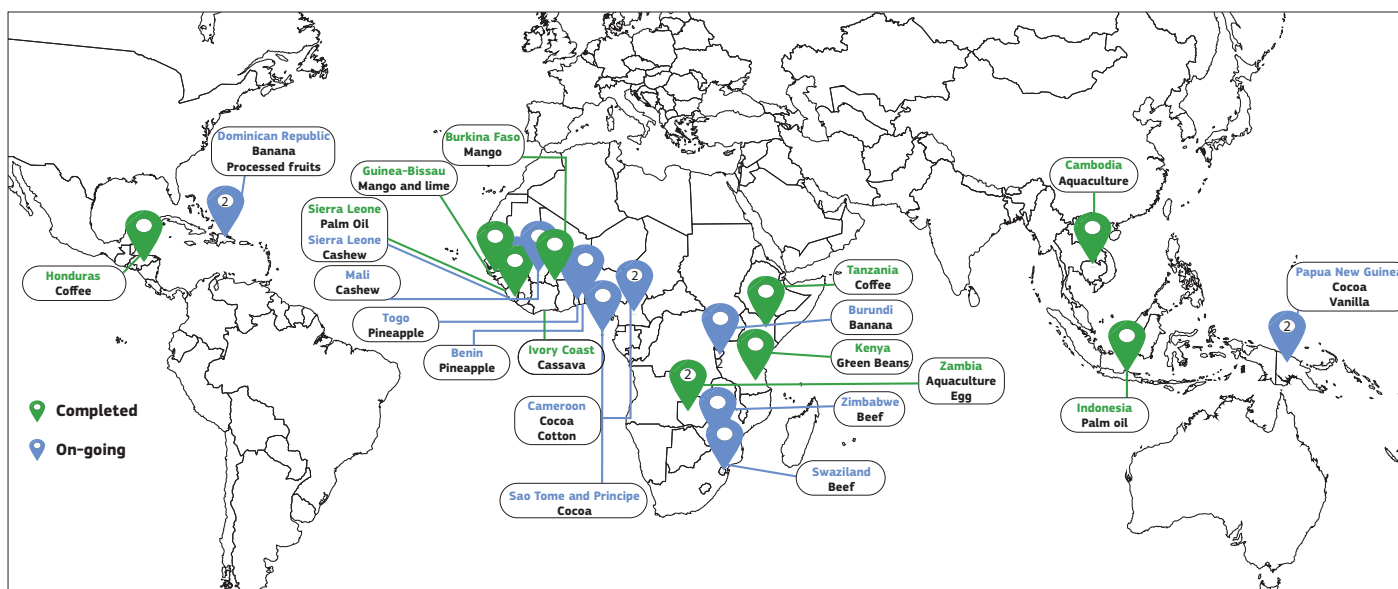 Dominican Republic
Banana
Processed fruits
2
Honduras
Coffee
Burkina Faso
Mango
Guinea-Bissau
Mango and lime
Sierra Leone
Palm Oil
Sierra Leone
Cashew
Mali
Cashew
Togo
Pineapple
Benin
Pineapple
Ivory Coast
Cassava
2
Cameroon
Cocoa
Cotton
Sao Tome and Principe
Cocoa
Tanzania
Coffee
Burundi
Banana
2
Kenya
Green Beans
2
Zambia
Aquaculture
Egg
Zimbabwe
Beef
Swaziland
Beef
Cambodia
Aquaculture
Indonesia
Palm oil
Papua New Guinea
Cocoa
Vanilla
2
Completed
On-going